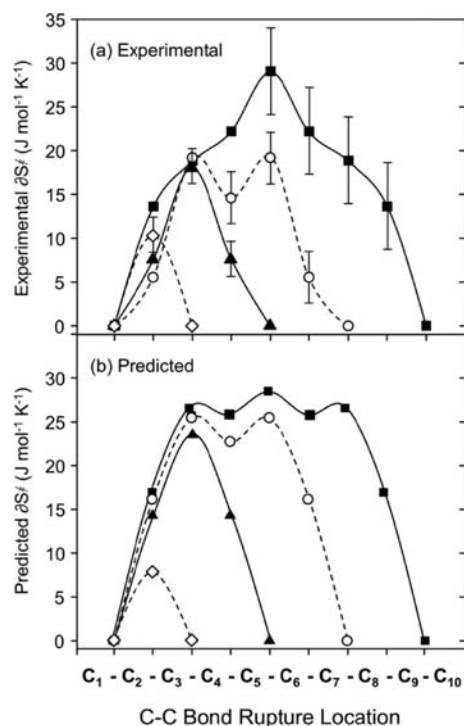 35
(a) Experimental
30
25
20
15
10
5
0
Experimental ∂S≠ (J mol-1 K-1)
(b) Predicted
30
25
20
15
10
5
0
Predicted ∂S≠ (J mol-1 K-1)
C1 - C2 - C3 - C4 - C5 - C6 - C7 - C8 - C9 - C10
C-C Bond Rupture Location